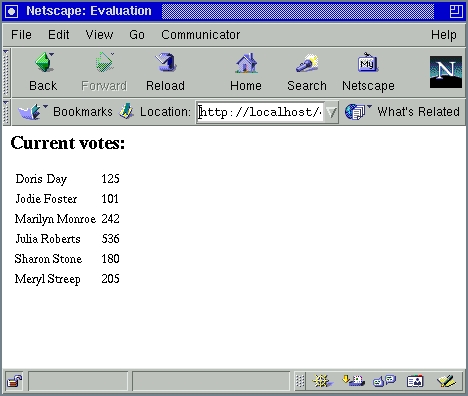 Netscape: Evaluation
File Edit View Go Communicator Help
Back Forward Reload Home Search Netscape
My
N
Bookmarks Location: http://localhost/ What's Related
Current votes:
Doris Day 125
Jodie Foster 101
Marilyn Monroe 242
Julia Roberts 536
Sharon Stone 180
Meryl Streep 205